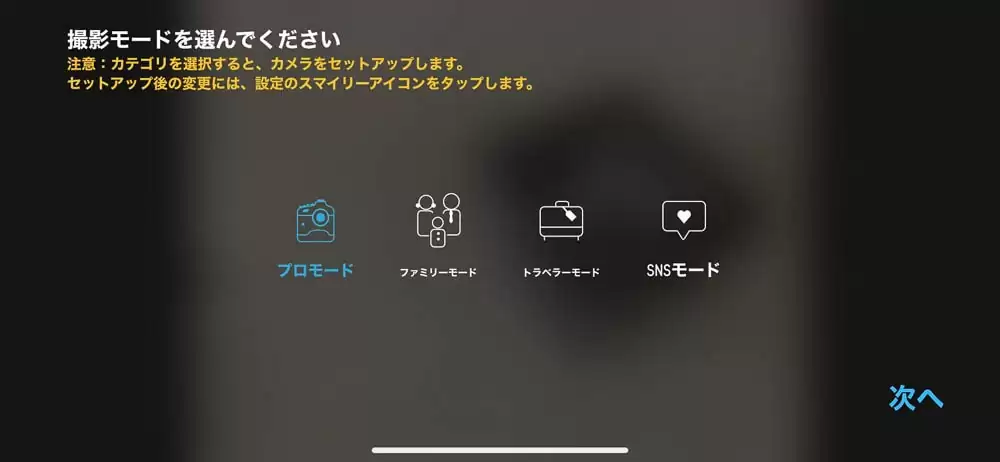 撮影モードを選んでください
注意：カテゴリを選択すると、カメラをセットアップします。
セットアップ後の変更には、設定のスマイリーアイコンをタップします。
プロモード
ファミリーモード
トラベラーモード
SNSモード
次へ